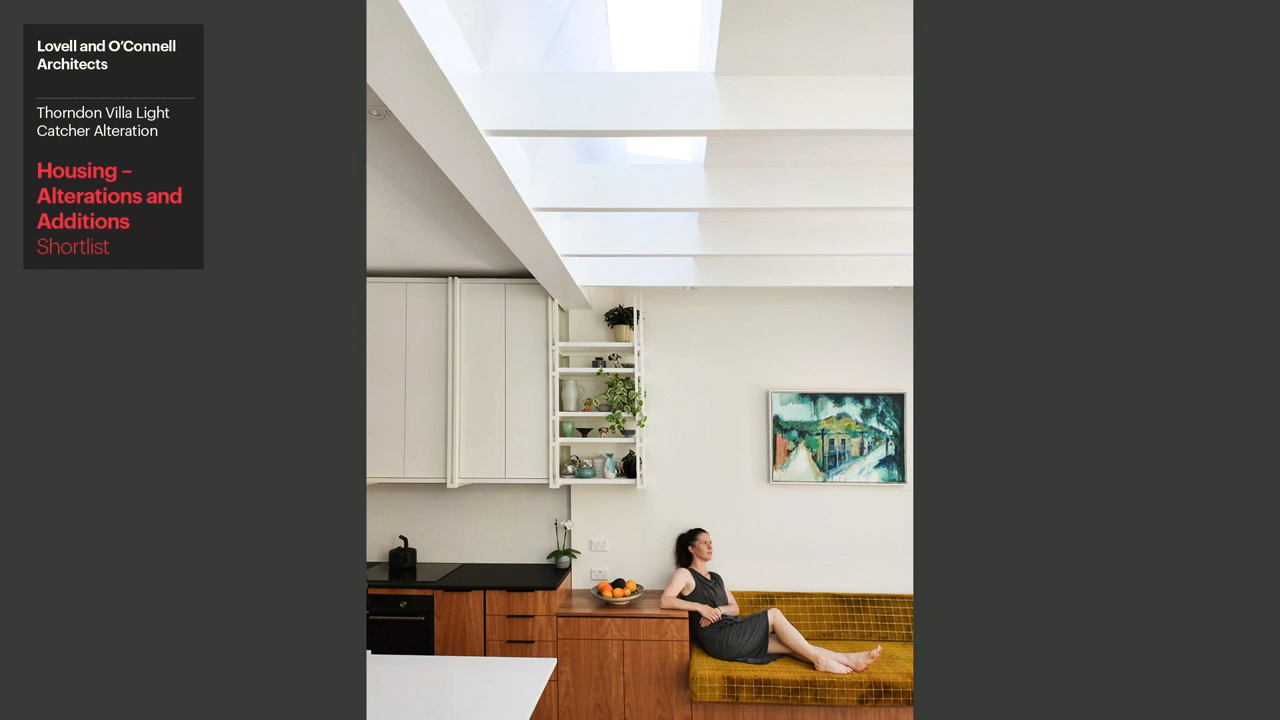 Lovell and O’Connell
Architects
Thorndon Villa Light
Catcher Alteration
Housing –
Alterations and
Additions
Shortlist